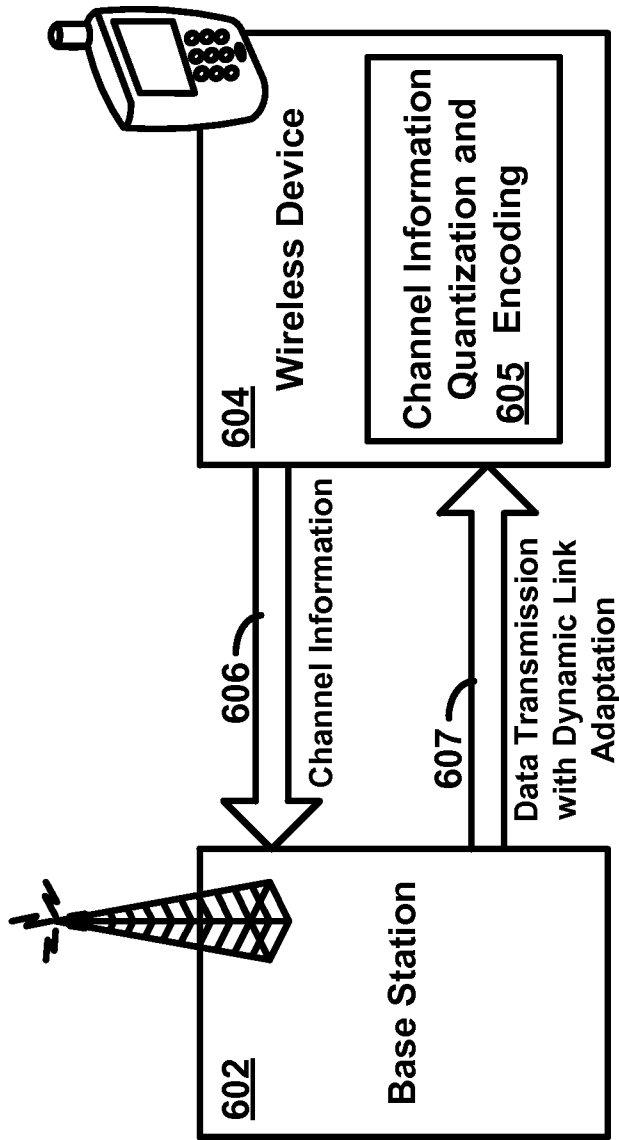 602
Base Station
606
Channel Information
607
Data Transmission
with Dynamic Link
Adaptation
604
Wireless Device
Channel Information
Quantization and
605 Encoding